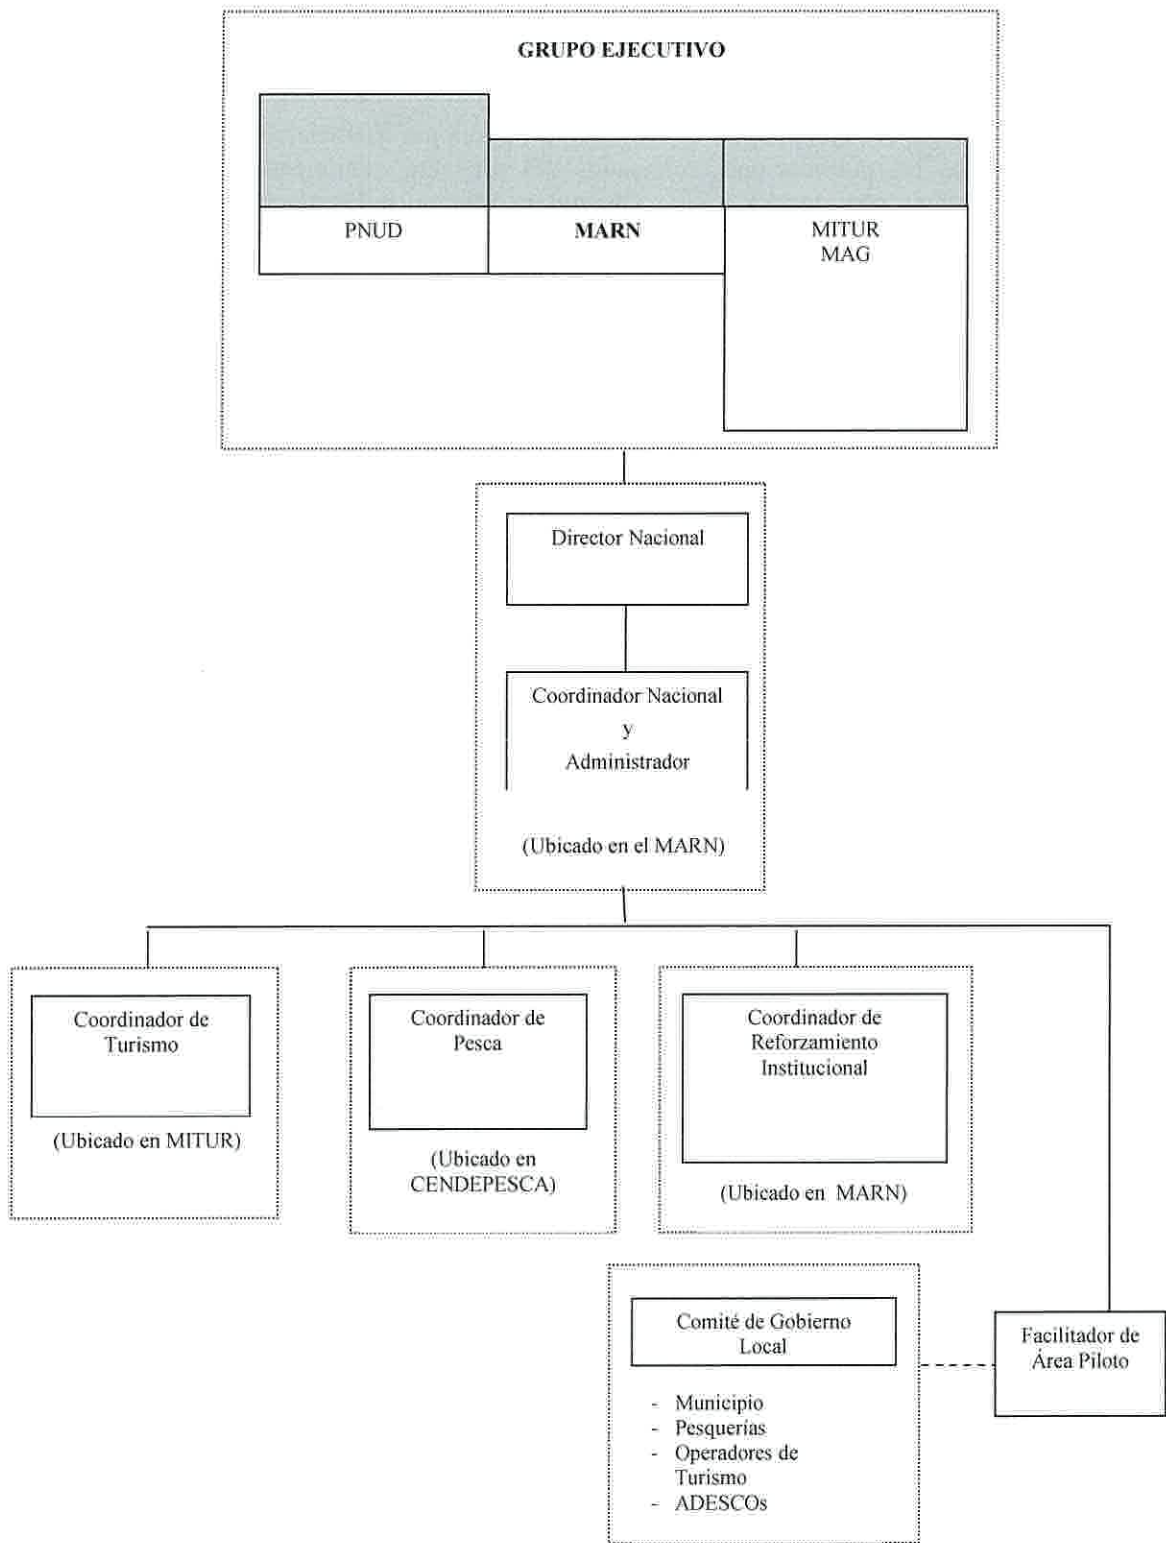 GRUPO EJECUTIVO
PNUD
MARN
MITUR
MAG
Director Nacional
Coordinador Nacional
y
Administrador
(Ubicado en el MARN)
Coordinador de
Turismo
(Ubicado en MITUR)
Coordinador de
Pesca
(Ubicado en
CENDEPESCA)
Coordinador de
Reforzamiento
Institucional
(Ubicado en MARN)
Comité de Gobierno
Local
- Municipio
- Pesquerías
- Operadores de
Turismo
- ADESCOs
Facilitador de
Área Piloto